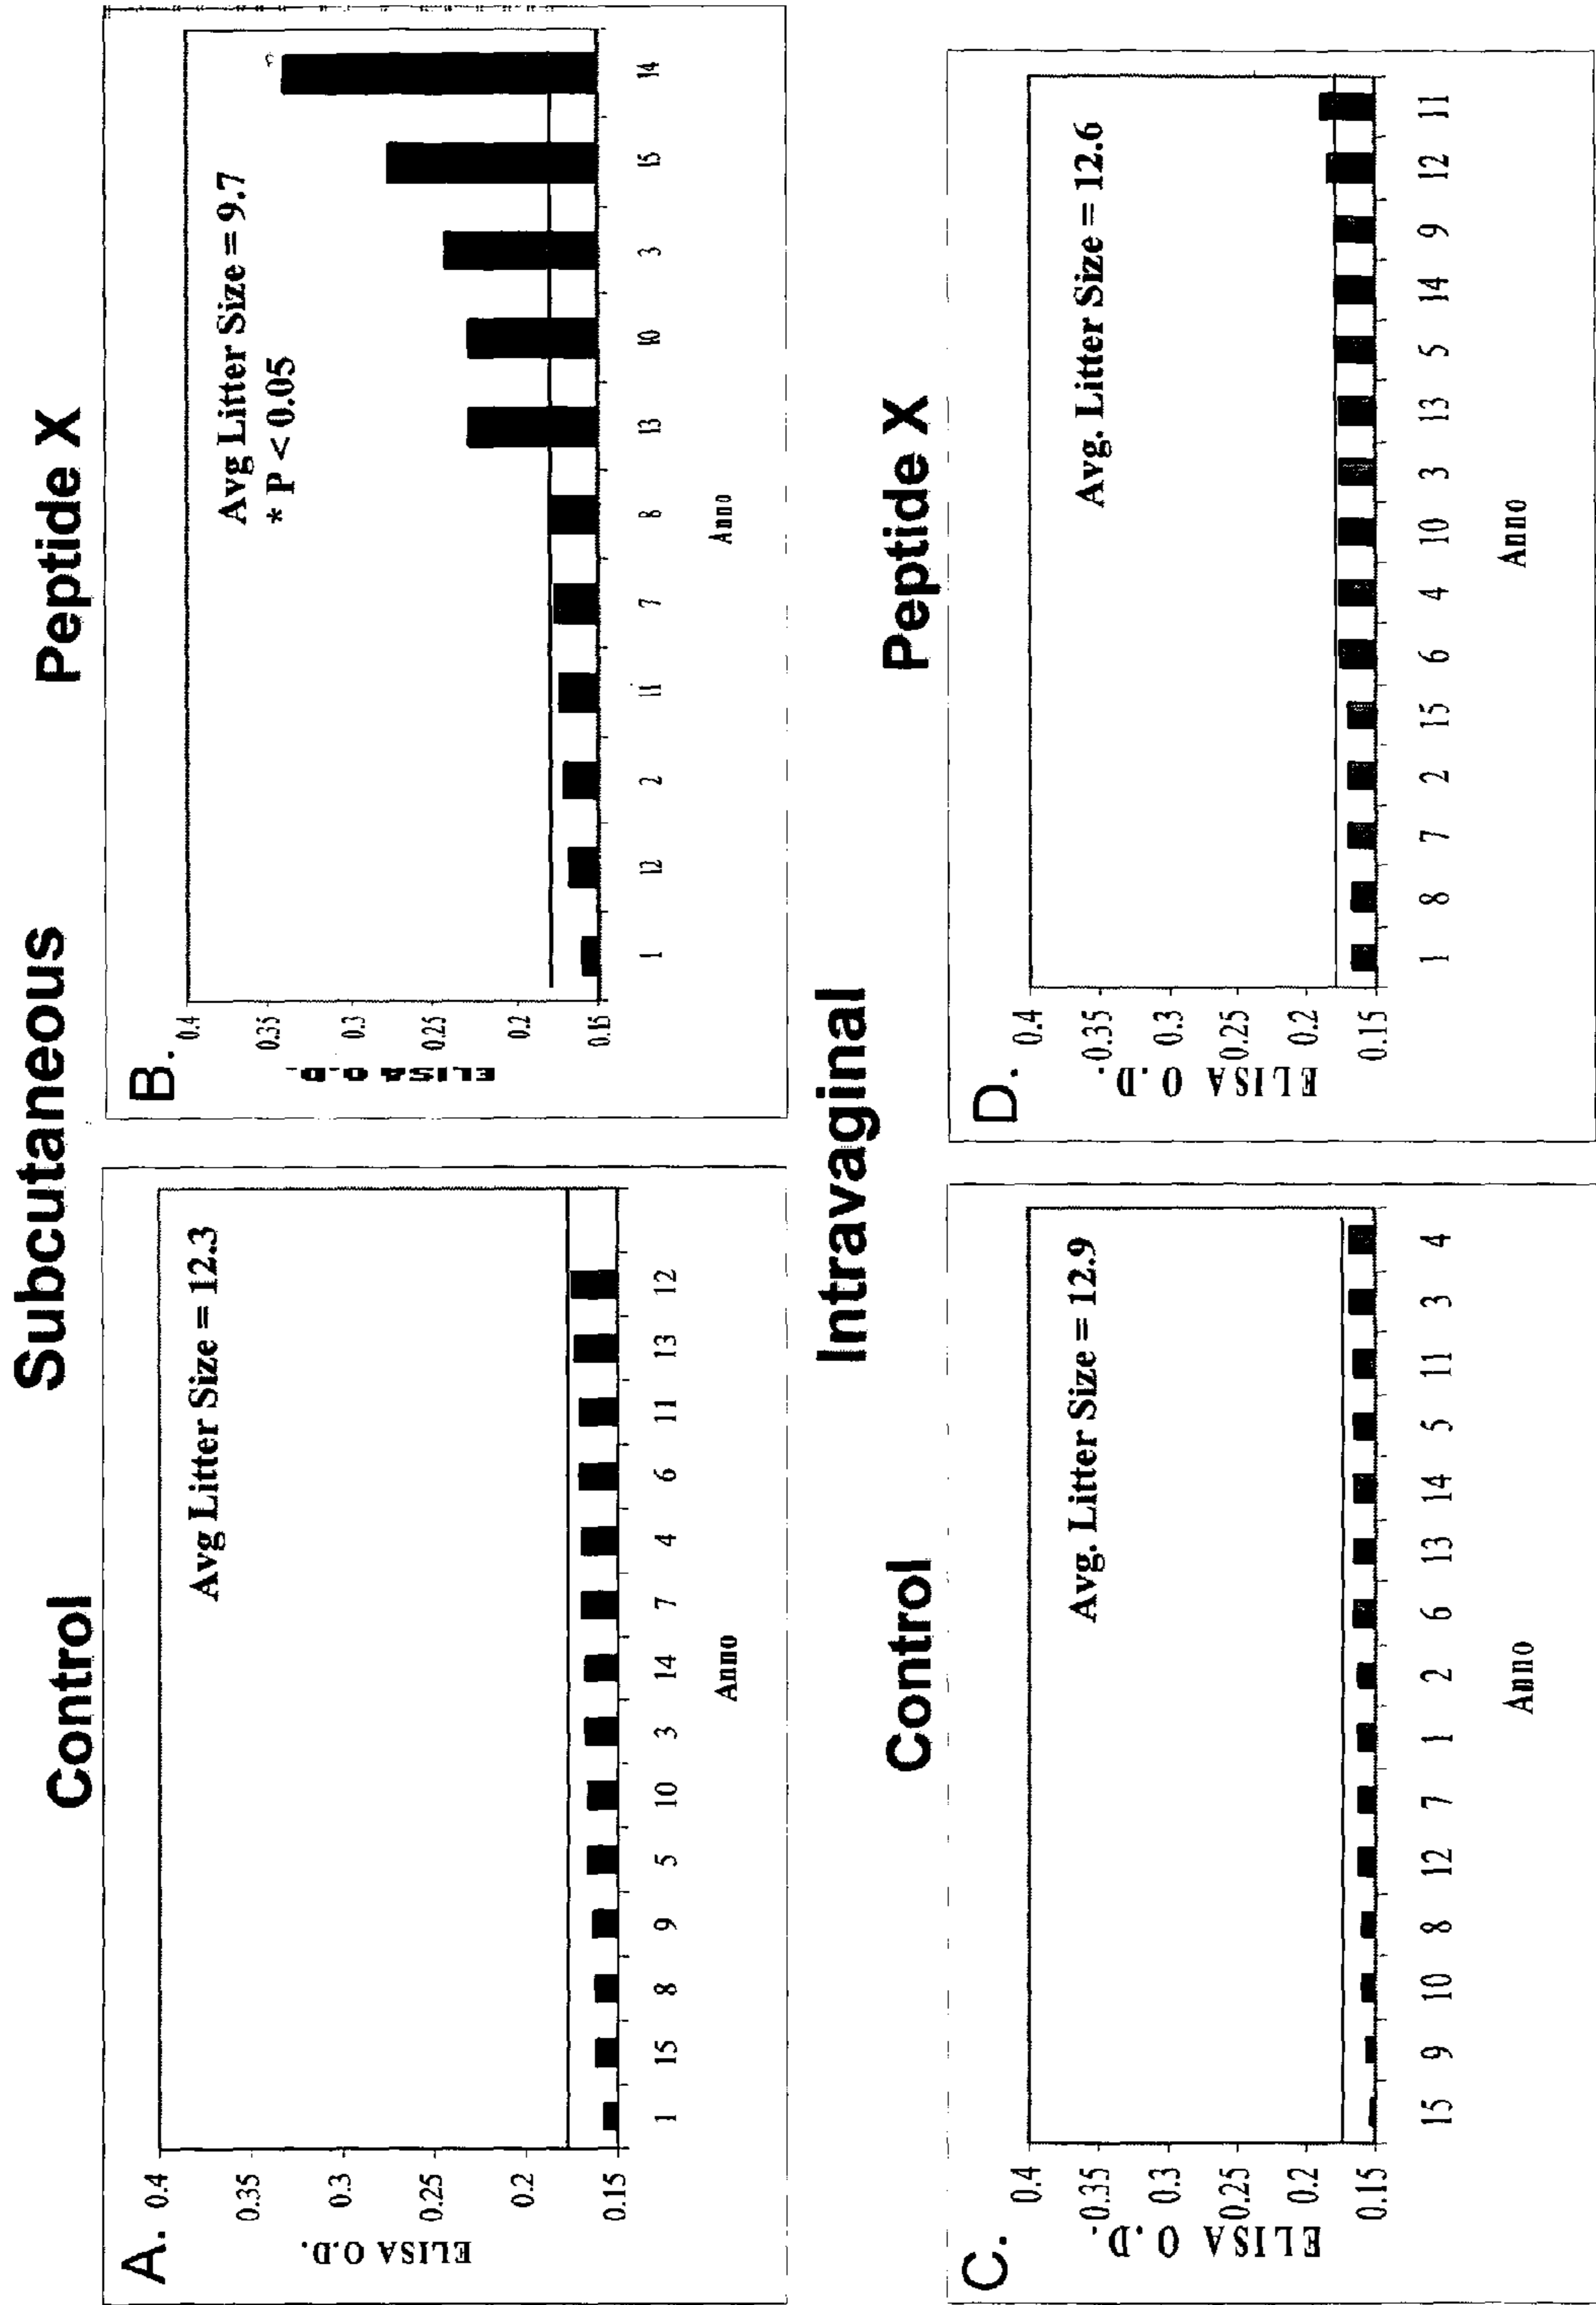 Subcutaneous
Control
Peptide X
A.
Avg Litter Size = 12.3
0.4
0.35
0.3
0.25
0.2
0.15
ELISA O.D.
1 15 8 9 5 10 3 14 7 4 6 11 13 12
Anno
B.
Avg Litter Size = 9.7
* P < 0.05
0.4
0.35
0.3
0.25
0.2
0.15
ELISA O.D.
1 12 2 11 7 8 13 10 3 15 14
Anno
Intravaginal
Control
Peptide X
C.
Avg. Litter Size = 12.9
0.4
0.35
0.3
0.25
0.2
0.15
ELISA O.D.
15 9 10 8 12 7 1 2 6 13 14 5 11 3 4
Anno
D.
Avg. Litter Size = 12.6
0.4
0.35
0.3
0.25
0.2
0.15
ELISA O.D
1 8 7 2 15 6 4 10 3 13 5 14 9 12 11
Anno